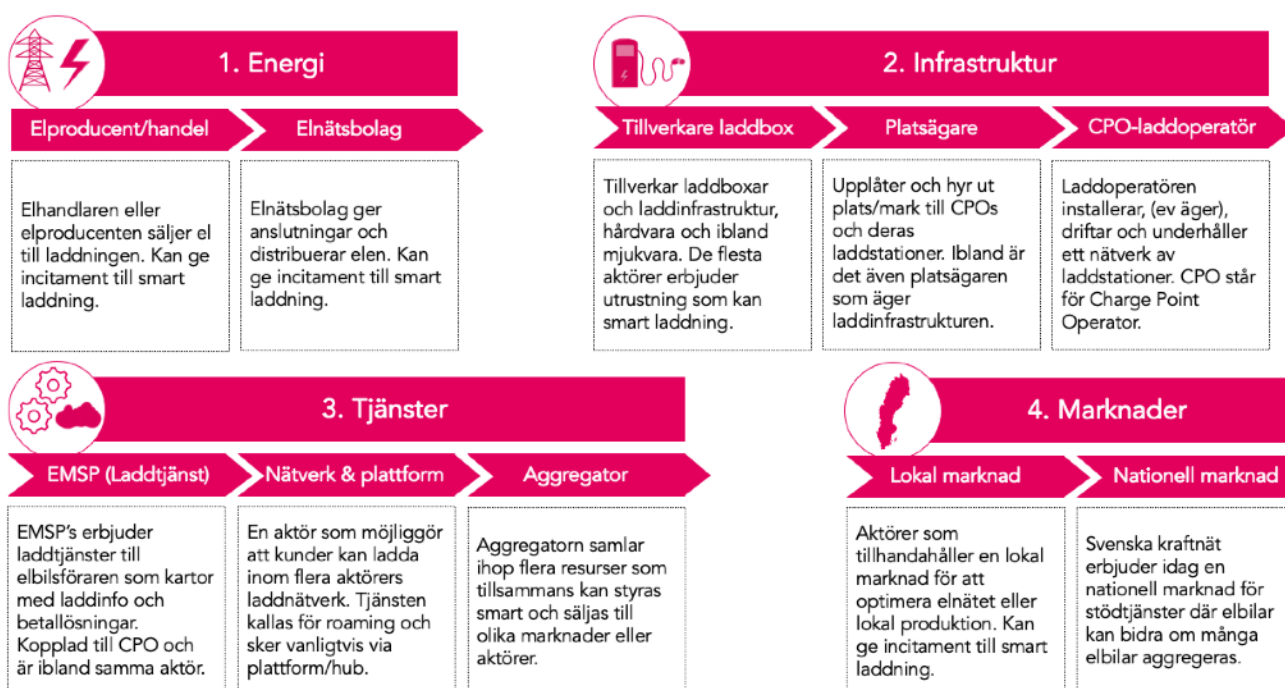 1. Energi
Elproducent/handel
Elnätsbolag
Elhandlaren eller
elproducenten säljer el
till laddningen. Kan ge
incitament till smart
laddning.
Elnätsbolag ger
anslutningar och
distribuerar elen. Kan
ge incitament till smart
laddning.
2. Infrastruktur
Tillverkare laddbox
Platsägare
CPO-laddoperatör
Tillverkar laddboxar
och laddinfrastruktur,
hårdvara och ibland
mjukvara. De flesta
aktörer erbjuder
utrustning som kan
smart laddning.
Upplåter och hyr ut
plats/mark till CPOs
och deras
laddstationer. Ibland är
det även platsägaren
som äger
laddinfrastrukturen.
Laddoperatören
installerar, (ev äger),
driftar och underhåller
ett nätverk av
laddstationer. CPO står
för Charge Point
Operator.
3. Tjänster
EMSP (Laddtjänst)
Nätverk & plattform
Aggregator
EMSP's erbjuder
laddtjänster till
elbilsföraren som kartor
med laddinfo och
betallösningar.
Kopplad till CPO och
är ibland samma aktör.
En aktör som möjliggör
att kunder kan ladda
inom flera aktörers
laddnätverk. Tjänsten
kallas för roaming och
sker vanligtvis via
plattform/hub.
Aggregatorn samlar
ihop flera resurser som
tillsammans kan styras
smart och säljas till
olika marknader eller
aktörer.
4. Marknader
Lokal marknad
Nationell marknad
Aktörer som
tillhandahåller en lokal
marknad för att
optimera elnätet eller
lokal produktion. Kan
ge incitament till smart
laddning.
Svenska kraftnät
erbjuder idag en
nationell marknad för
stödtjänster där elbilar
kan bidra om många
elbilar aggregeras.